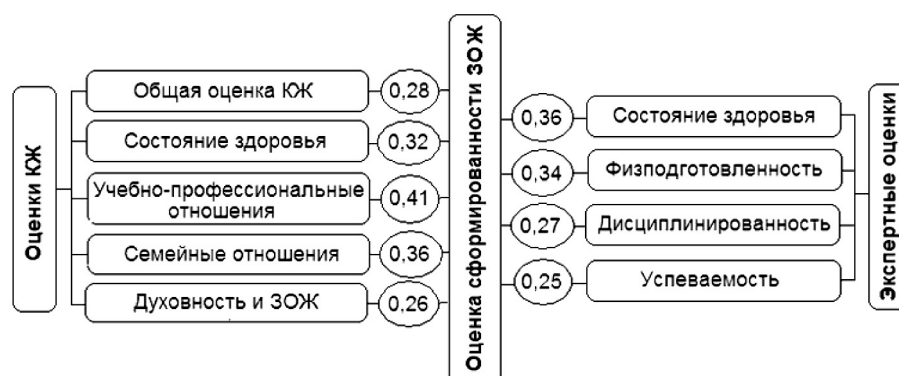 Оценки КЖ
Общая оценка КЖ
0,28
Состояние здоровья
0,32
Учебно-профессиональные
отношения
0,41
Семейные отношения
0,36
Духовность и ЗОЖ
0,26
Оценка сформированности ЗОЖ
0,36
Состояние здоровья
0,34
Физподготовленность
0,27
Дисциплинированность
0,25
Успеваемость
Экспертные оценки